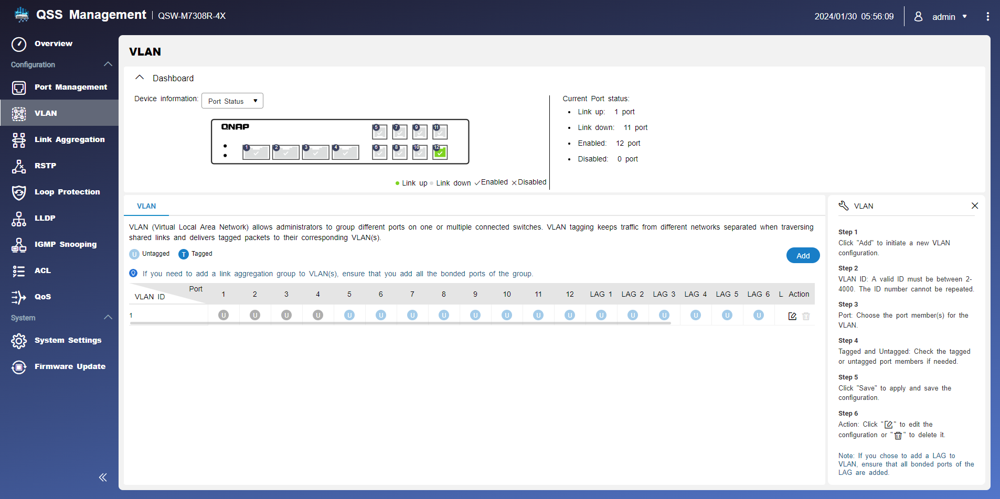 QSS Management | QSW-M7308R-4X
2024/01/30 05:56:09
admin
Overview
Configuration
Port Management
VLAN
Link Aggregation
RSTP
Loop Protection
LLDP
IGMP Snooping
ACL
QoS
System
System Settings
Firmware Update
VLAN
Dashboard
Device information: Port Status
QNAP
5 7 9 11
1 2 3 4 6 8 10 12
Link up Link down Enabled Disabled
Current Port status:
• Link up: 1 port
• Link down: 11 port
• Enabled: 12 port
• Disabled: 0 port
VLAN
VLAN (Virtual Local Area Network) allows administrators to group different ports on one or multiple connected switches. VLAN tagging keeps traffic from different networks separated when traversing
shared links and delivers tagged packets to their corresponding VLAN(s).
U Untagged T Tagged
Add
If you need to add a link aggregation group to VLAN(s), ensure that you add all the bonded ports of the group.
Port
VLAN ID 1 2 3 4 5 6 7 8 9 10 11 12 LAG 1 LAG 2 LAG 3 LAG 4 LAG 5 LAG 6 L Action
1 U U U U U U U U U U U U U U U U U U
VLAN
Step 1
Click "Add" to initiate a new VLAN
configuration.
Step 2
VLAN ID: A valid ID must be between 2-
4000. The ID number cannot be repeated.
Step 3
Port: Choose the port member(s) for the
VLAN.
Step 4
Tagged and Untagged: Check the tagged
or untagged port members if needed.
Step 5
Click "Save" to apply and save the
configuration.
Step 6
Action: Click "" to edit the
configuration or "" to delete it.
Note: If you chose to add a LAG to
VLAN, ensure that all bonded ports of the
LAG are added.